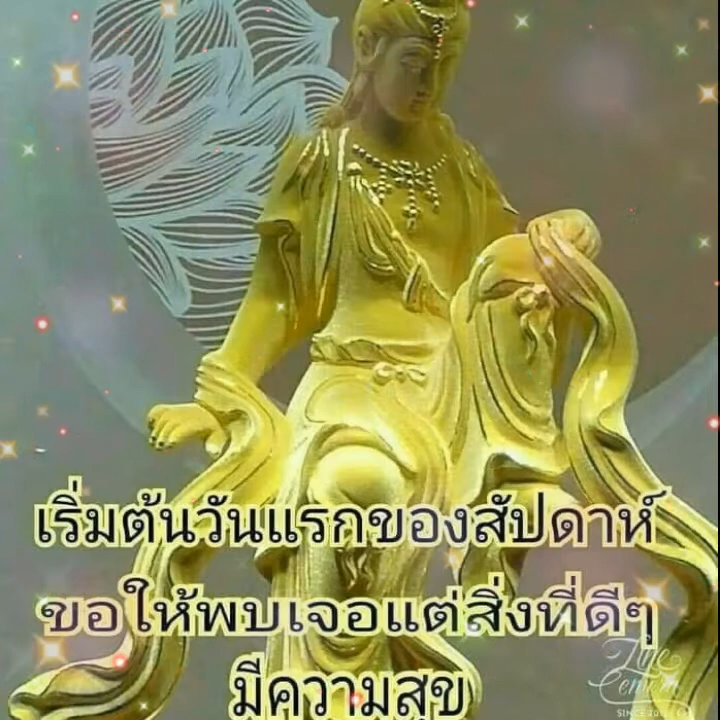 เริ่มต้นวันแรกของสัปดาห์
ขอให้พบเจอแต่สิ่งที่ดีๆ
มีความสุข
Line
Camera